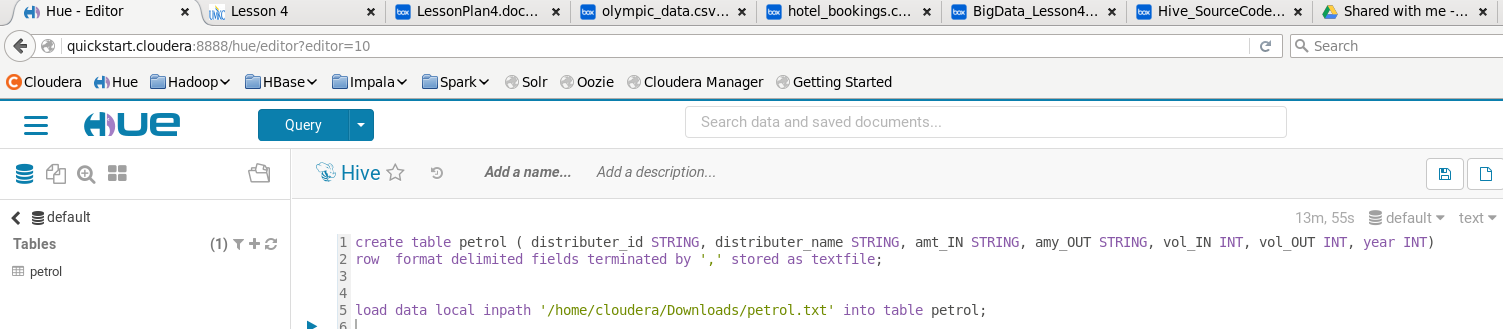 Hue - Editor × Lesson 4 × LessonPlan4.doc... × olympic_data.csv... × hotel_bookings.c... × BigData_Lesson4... × Hive_SourceCode... × Shared with me -... ×
quickstart.cloudera:8888/hue/editor?editor=10 Search
Cloudera Hue Hadoop HBase Impala Spark Solr Oozie Cloudera Manager Getting Started
HUE Query Search data and saved documents...
Hive Add a name... Add a description...
default
13m, 55s default text
Tables (1)
petrol
1 create table petrol ( distributer_id STRING, distributer_name STRING, amt_IN STRING, amy_OUT STRING, vol_IN INT, vol_OUT INT, year INT)
2 row  format delimited fields terminated by ',' stored as textfile;
3
4
5 load data local inpath '/home/cloudera/Downloads/petrol.txt' into table petrol;
6